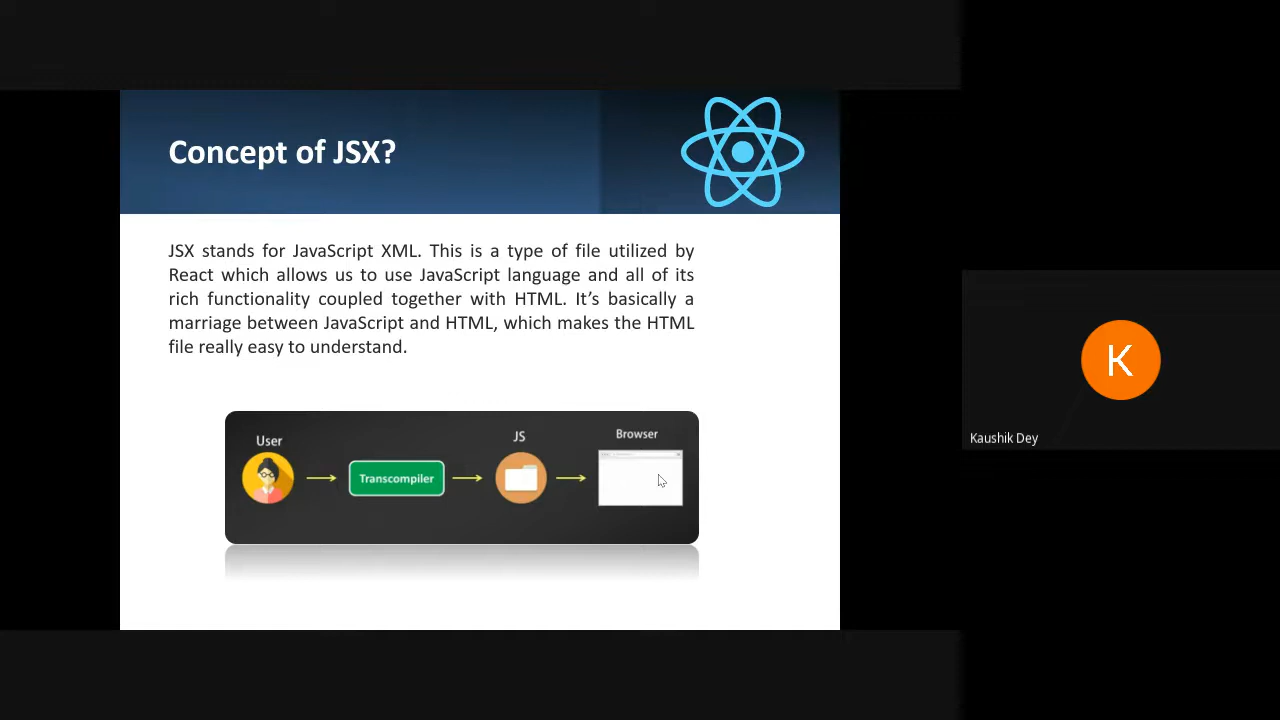 Concept of JSX?
JSX stands for JavaScript XML. This is a type of file utilized by
React which allows us to use JavaScript language and all of its
rich functionality coupled together with HTML. It’s basically a
marriage between JavaScript and HTML, which makes the HTML
file really easy to understand.
User
Transcompiler
JS
Browser
K
Kaushik Dey